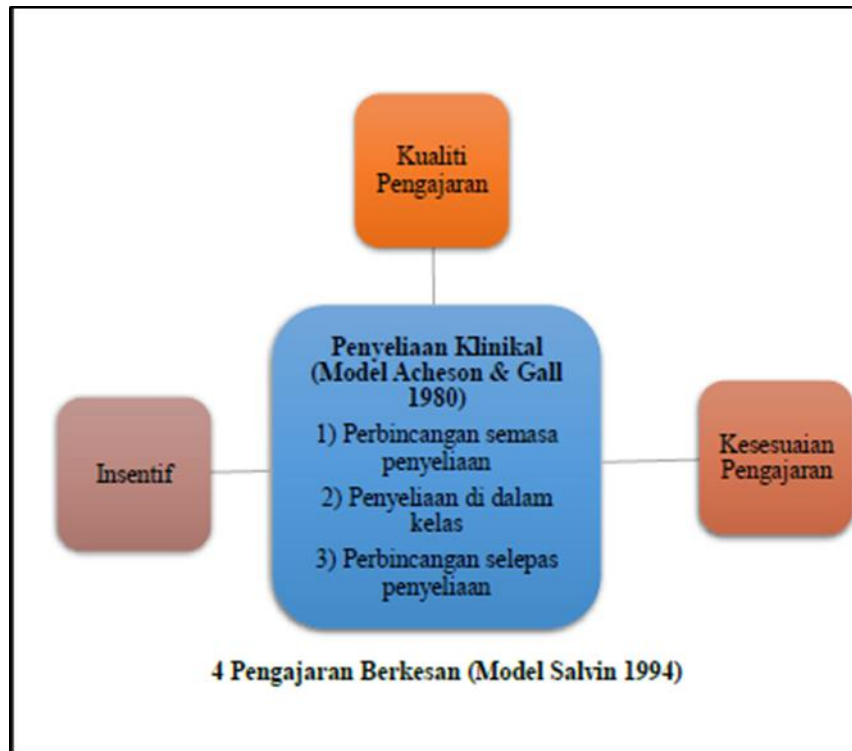 Kualiti
Pengajaran
Penyeliaan Klinikal
(Model Acheson & Gall
1980)
1) Perbincangan semasa
penyeliaan
2) Penyeliaan di dalam
kelas
3) Perbincangan selepas
penyeliaan
Insentif
Kesesuaian
Pengajaran
4 Pengajaran Berkesan (Model Salvin 1994)